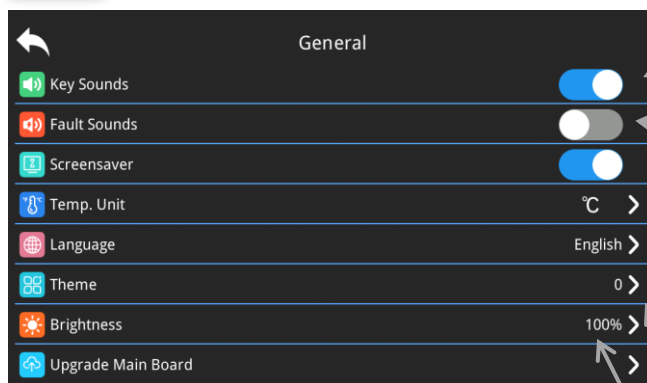 General
Key Sounds
Fault Sounds
Screensaver
Temp. Unit ℃
Language English
Theme 0
Brightness 100%
Upgrade Main Board